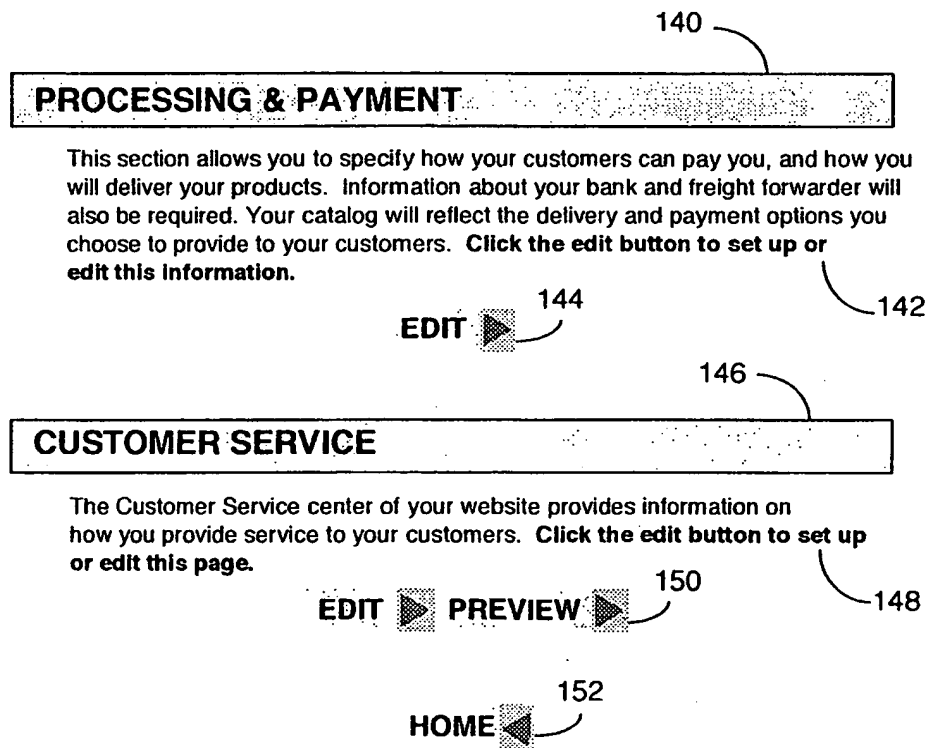 140
PROCESSING & PAYMENT
This section allows you to specify how your customers can pay you, and how you
will deliver your products. Information about your bank and freight forwarder will
also be required. Your catalog will reflect the delivery and payment options you
choose to provide to your customers. Click the edit button to set up or
edit this information.
142
EDIT
144
146
CUSTOMER SERVICE
The Customer Service center of your website provides information on
how you provide service to your customers. Click the edit button to set up
or edit this page.
148
EDIT PREVIEW
150
HOME
152